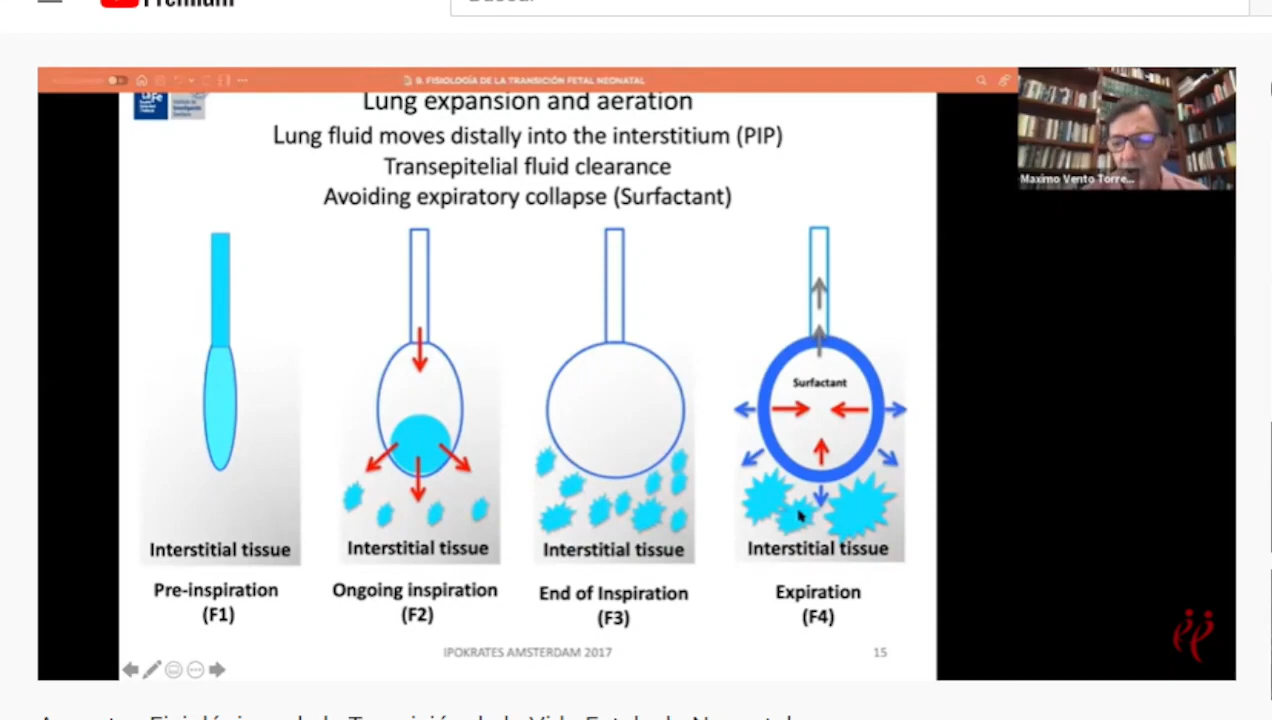 Premium
9. FISIOLOGÍA DE LA TRANSICIÓN FETAL NEONATAL
Maximo Vento Torre...
Lung expansion and aeration
Lung fluid moves distally into the interstitium (PIP)
Transepitelial fluid clearance
Avoiding expiratory collapse (Surfactant)
Surfactant
Interstitial tissue
Interstitial tissue
Interstitial tissue
Interstitial tissue
Pre-inspiration
(F1)
Ongoing inspiration
(F2)
End of Inspiration
(F3)
Expiration
(F4)
IPOKRATES AMSTERDAM 2017
15